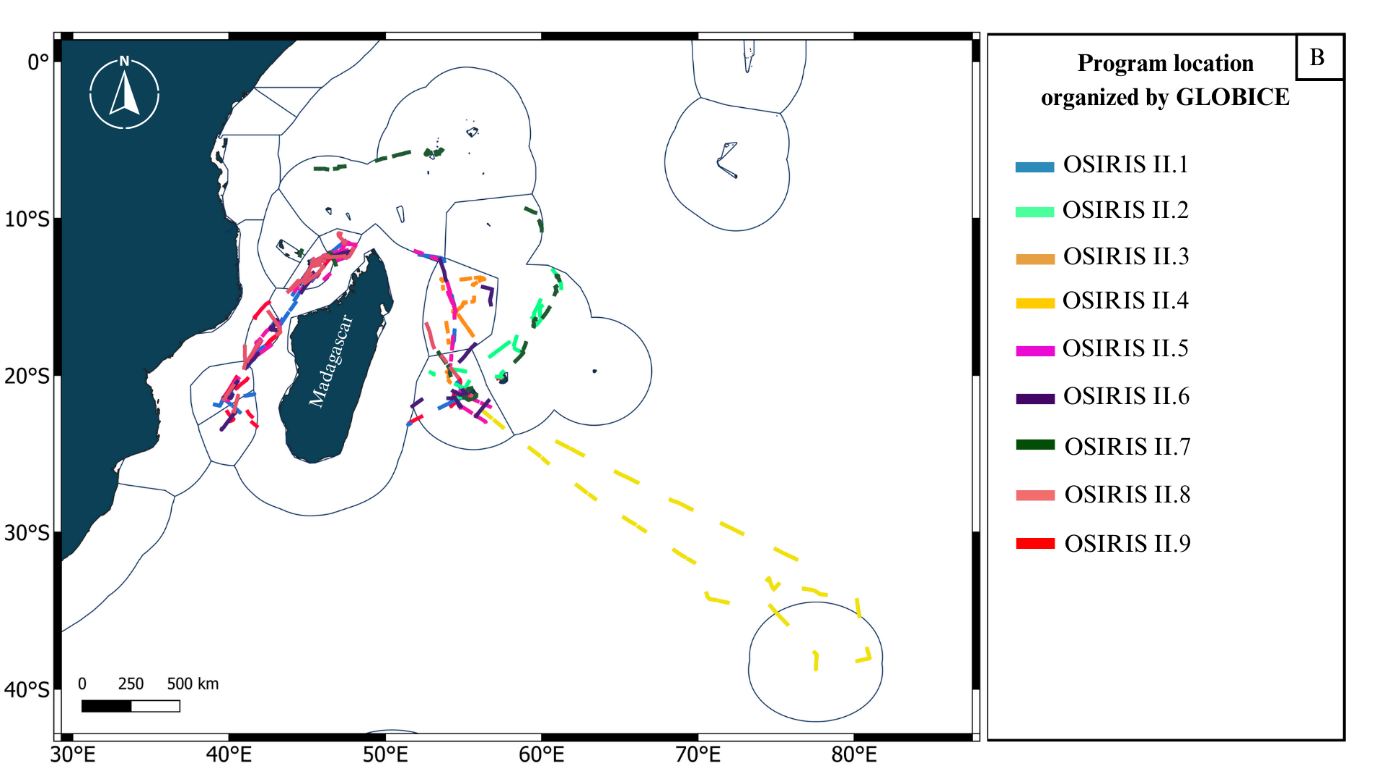 B
Program location
organized by GLOBICE
OSIRIS II.1
OSIRIS II.2
OSIRIS II.3
OSIRIS II.4
OSIRIS II.5
OSIRIS II.6
OSIRIS II.7
OSIRIS II.8
OSIRIS II.9
N
Madagascar
0°
10°S
20°S
30°S
40°S
0 250 500 km
30°E 40°E 50°E 60°E 70°E 80°E